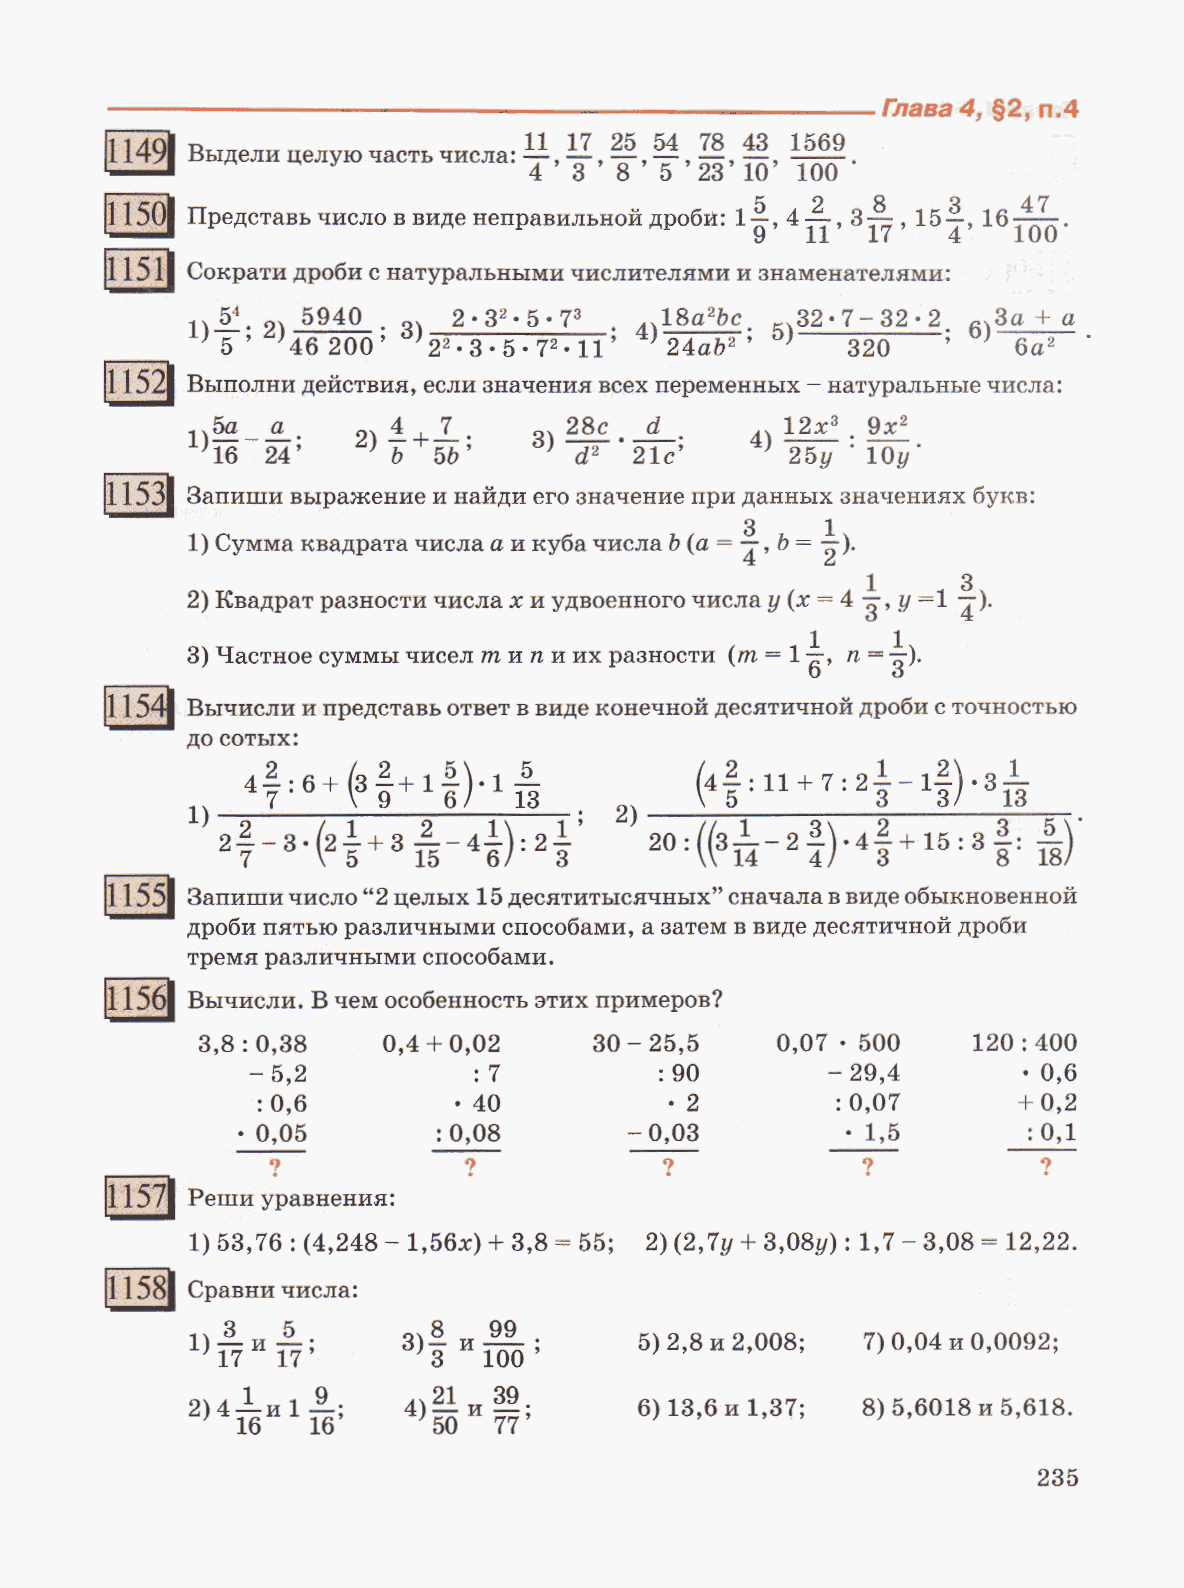 Глава 4, §2, п.4
1149 Выдели целую часть числа: 11/4, 17/3, 25/8, 54/5, 78/23, 43/10, 1569/100.
1150 Представь число в виде неправильной дроби: 1 5/9, 4 2/11, 3 8/17, 15 3/4, 16 47/100.
1151 Сократи дроби с натуральными числителями и знаменателями:
1) 5⁴/5; 2) 5940/46 200; 3) 2 · 3² · 5 · 7³/2² · 3 · 5 · 7² · 11; 4) 18a²bc/24ab²; 5) 32 · 7 – 32 · 2/320; 6) 3a + a/6a².
1152 Выполни действия, если значения всех переменных – натуральные числа:
1) 5a/16 – a/24; 2) 4/b + 7/5b; 3) 28c/d² · d/21c; 4) 12x³/25y : 9x²/10y.
1153 Запиши выражение и найди его значение при данных значениях букв:
1) Сумма квадрата числа a и куба числа b (a = 3/4, b = 1/2).
2) Квадрат разности числа x и удвоенного числа y (x = 4 1/3, y =1 3/4).
3) Частное суммы чисел m и n и их разности (m = 1 1/6, n = 1/3).
1154 Вычисли и представь ответ в виде конечной десятичной дроби с точностью
до сотых:
1) 4 2/7 : 6 + (3 2/9 + 1 5/6) · 1 5/13 / 2 2/7 – 3 · (2 1/5 + 3 2/15 – 4 1/6) : 2 1/3; 2) (4 2/5 : 11 + 7 : 2 1/3 – 1 2/3) · 3 1/13 / 20 : ((3 1/14 – 2 3/4) · 4 2/3 + 15 : 3 3/8 : 5/18).
1155 Запиши число “2 целых 15 десятитысячных” сначала в виде обыкновенной
дроби пятью различными способами, а затем в виде десятичной дроби
тремя различными способами.
1156 Вычисли. В чем особенность этих примеров?
3,8 : 0,38 0,4 + 0,02 30 – 25,5 0,07 · 500 120 : 400
– 5,2 : 7 : 90 – 29,4 · 0,6
: 0,6 · 40 · 2 : 0,07 + 0,2
· 0,05 : 0,08 – 0,03 · 1,5 : 0,1
? ? ? ? ?
1157 Реши уравнения:
1) 53,76 : (4,248 – 1,56x) + 3,8 = 55; 2) (2,7y + 3,08y) : 1,7 – 3,08 = 12,22.
1158 Сравни числа:
1) 3/17 и 5/17; 3) 8/3 и 99/100; 5) 2,8 и 2,008; 7) 0,04 и 0,0092;
2) 4 1/16 и 1 9/16; 4) 21/50 и 39/77; 6) 13,6 и 1,37; 8) 5,6018 и 5,618.
235